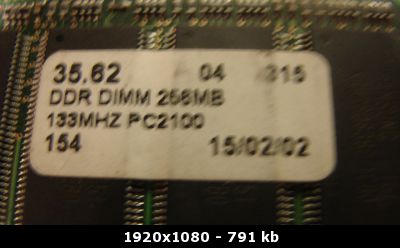 35.62 04 315
DDR DIMM 256MB
133MHZ PC2100
154 15/02/02
1920x1080 - 791 kb